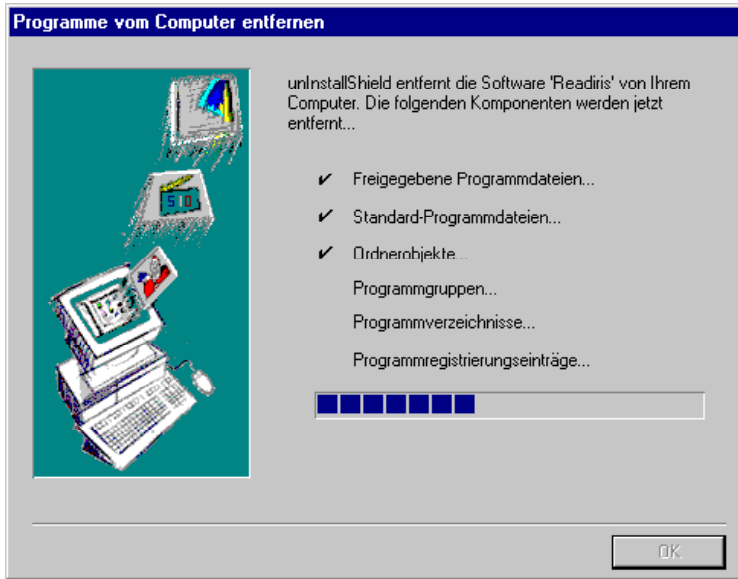 Programme vom Computer entfernen
unInstallShield entfernt die Software 'Readiris' von Ihrem
Computer. Die folgenden Komponenten werden jetzt
entfernt...
✔ Freigegebene Programmdateien...
✔ Standard-Programmdateien...
✔ Ordnerobjekte...
Programmgruppen...
Programmverzeichnisse...
Programmregistrierungseinträge...
OK